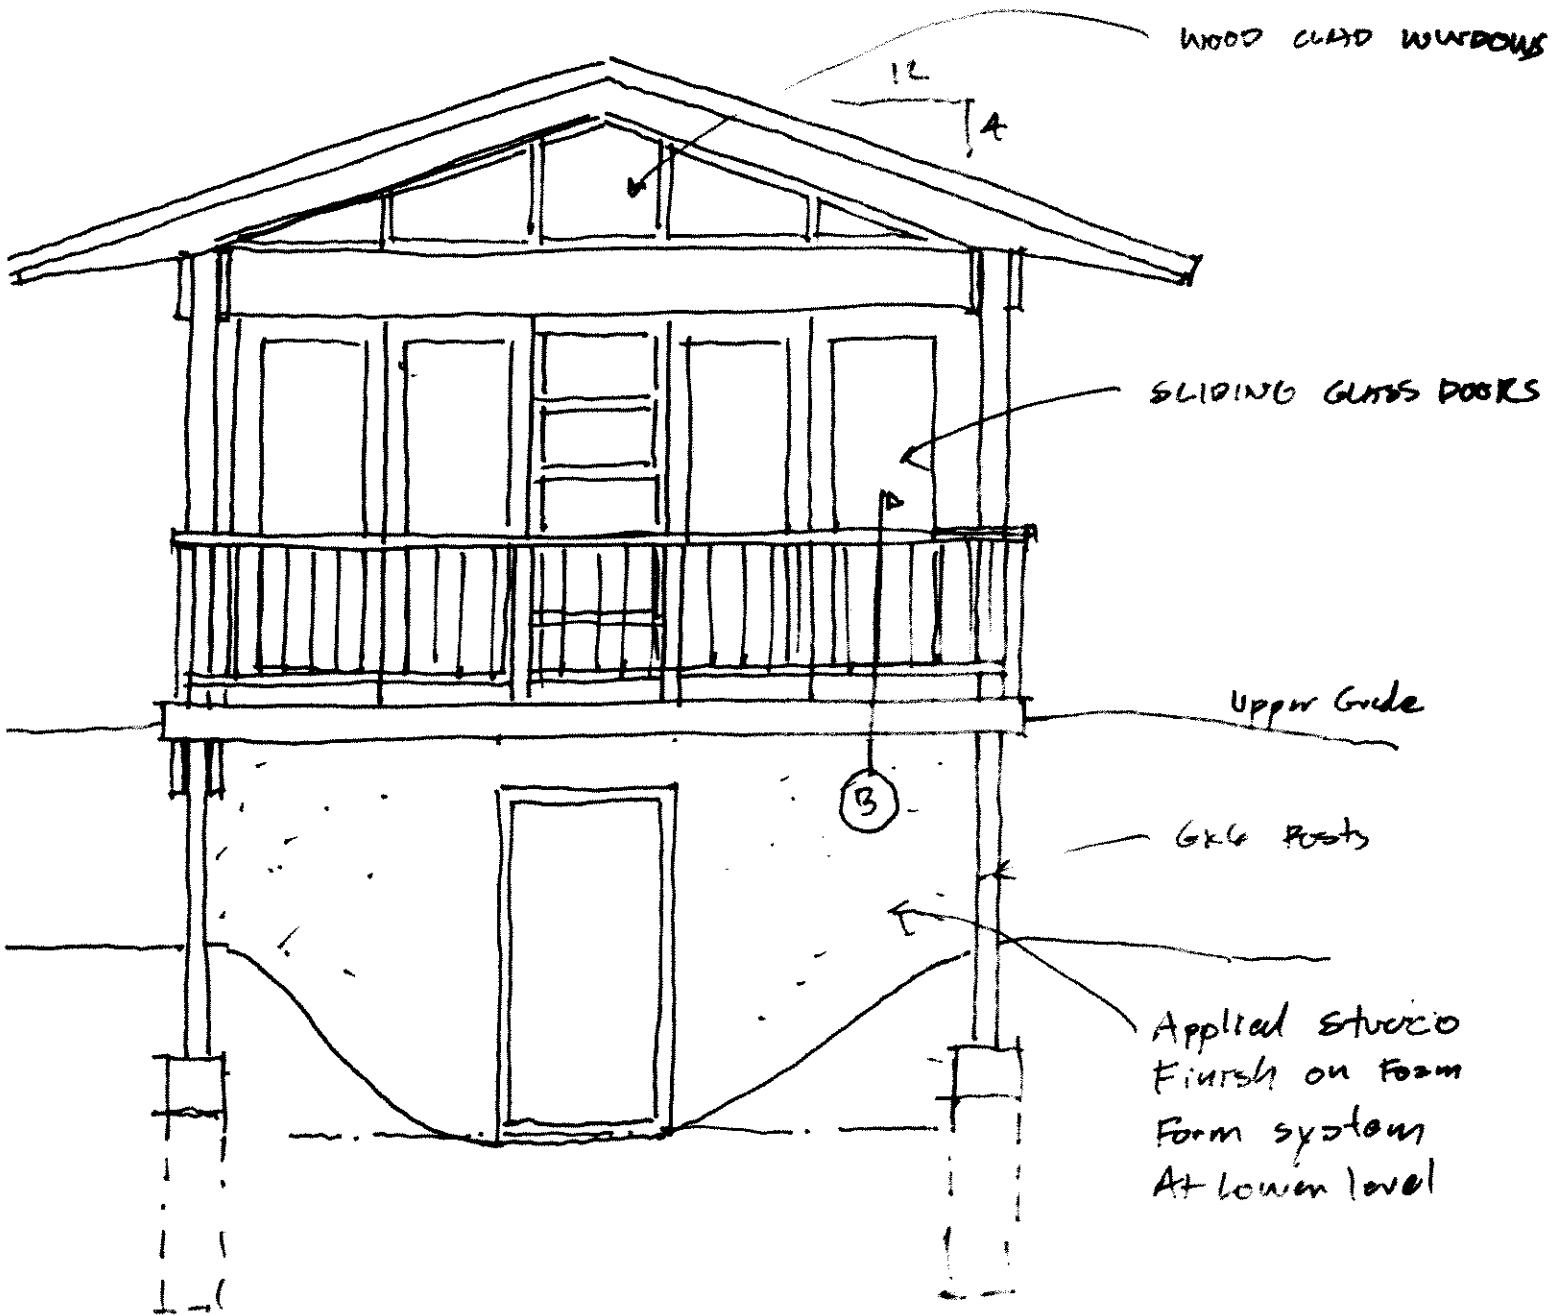 WOOD CLAD WINDOWS
12
4
SLIDING GLASS DOORS
Upper Grade
B
6x6 Posts
Applied Stucco
Finish on Foam
Form system
At Lower level